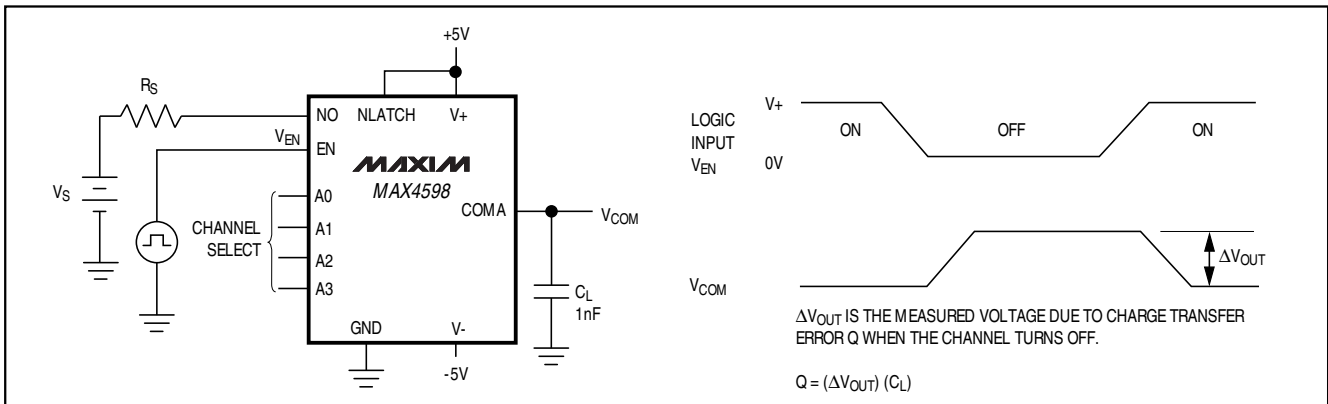 +5V
RS
NO NLATCH V+
VEN
EN
MAXIM
MAX4598
VS
A0
CHANNEL
SELECT
A1
A2
A3
COMA
VCOM
CL
1nF
GND V-
-5V
LOGIC
INPUT
VEN
V+
0V
ON OFF ON
VCOM
ΔVOUT
ΔVOUT IS THE MEASURED VOLTAGE DUE TO CHARGE TRANSFER
ERROR Q WHEN THE CHANNEL TURNS OFF.
Q = (ΔVOUT) (CL)